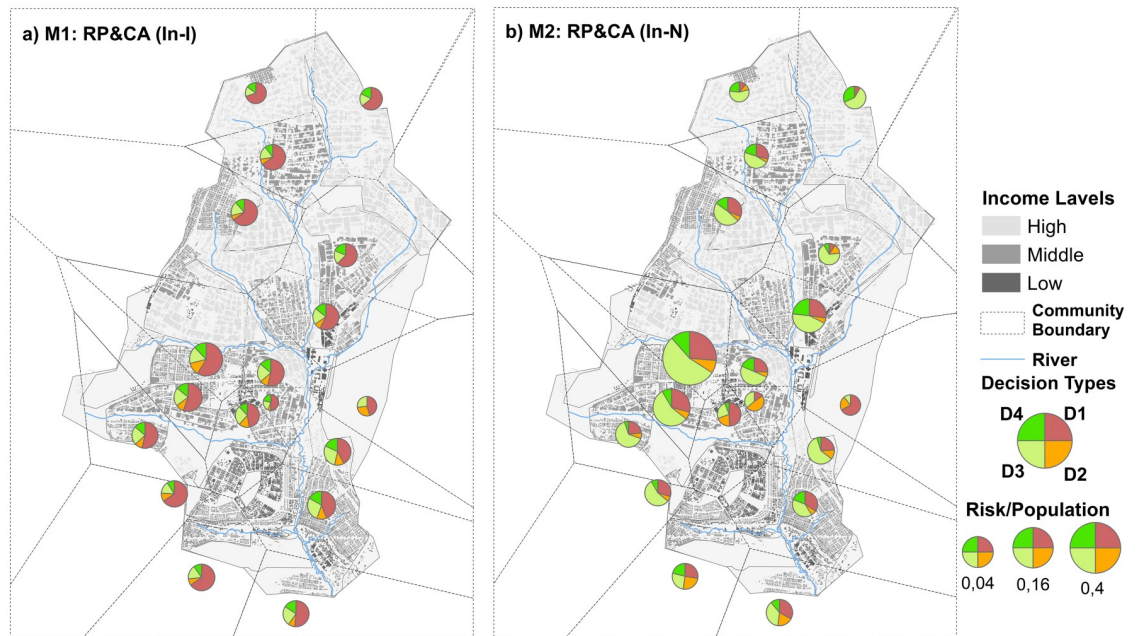 a) M1: RP&CA (In-I)
b) M2: RP&CA (In-N)
Income Lavels
High
Middle
Low
Community
Boundary
River
Decision Types
D4
D1
D3
D2
Risk/Population
0,04
0,16
0,4